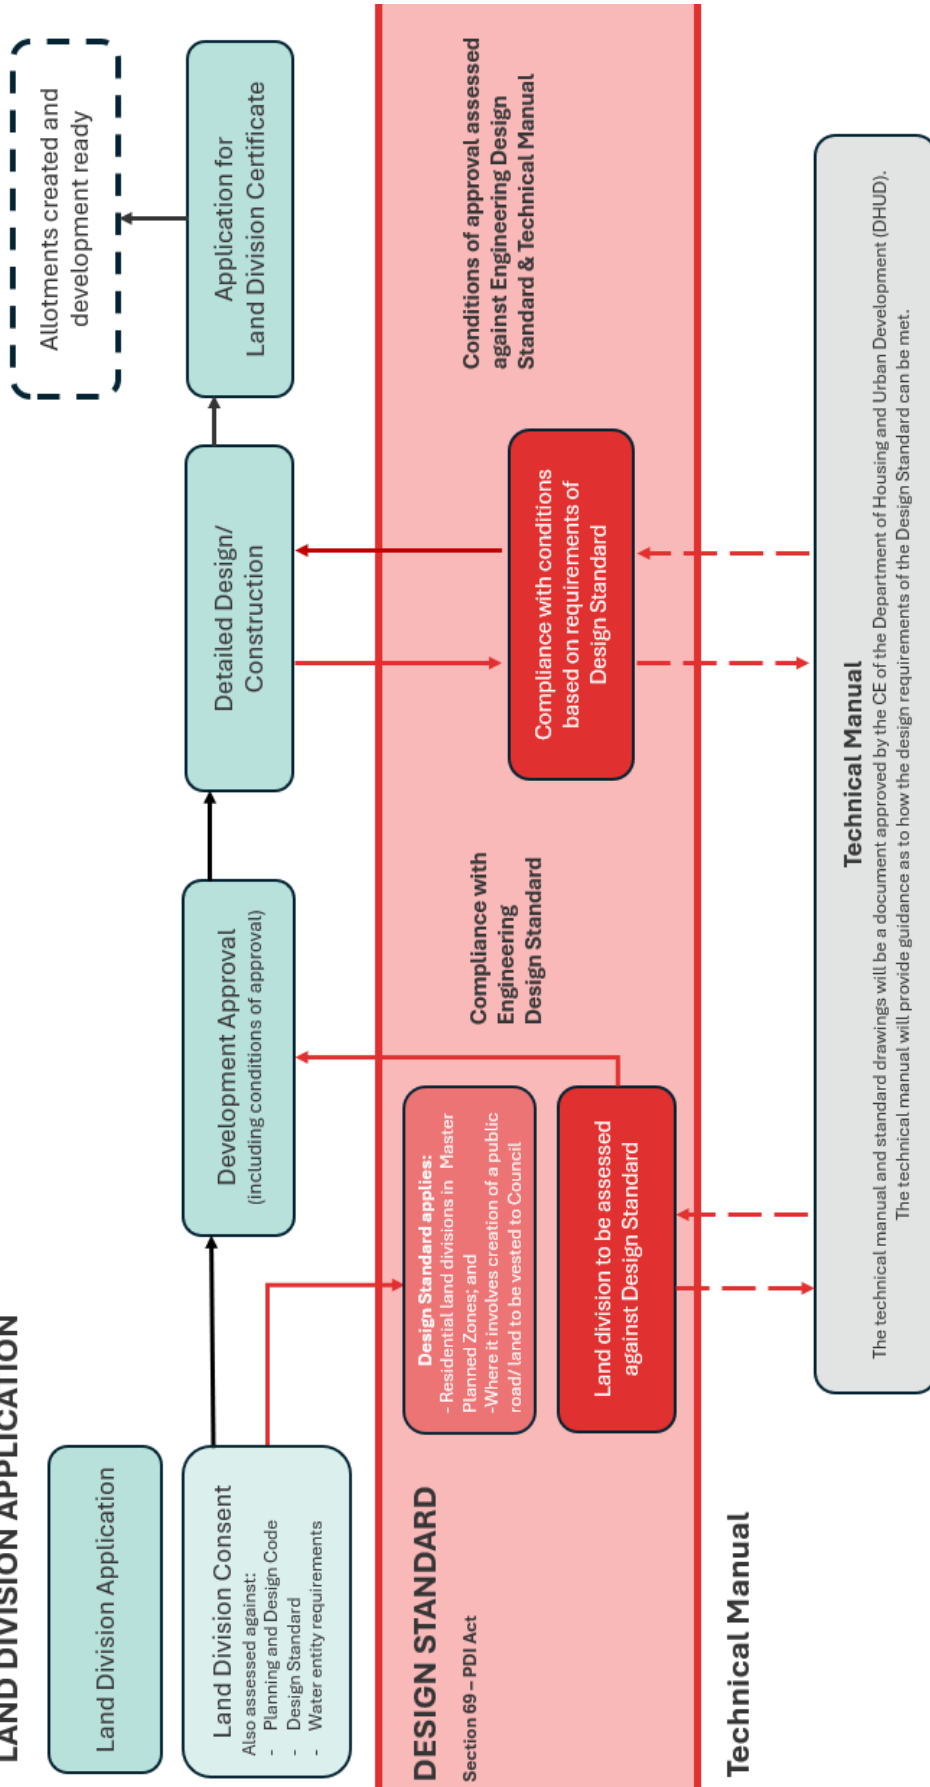 LAND DIVISION APPLICATION
Land Division Application
Land Division Consent
Also assessed against:
- Planning and Design Code
- Design Standard
- Water entity requirements
Development Approval
(including conditions of approval)
Detailed Design/
Construction
Application for
Land Division Certificate
Allotments created and
development ready
DESIGN STANDARD
Section 69 – PDI Act
Design Standard applies:
- Residential land divisions in Master
Planned Zones; and
-Where it involves creation of a public
road/ land to be vested to Council
Land division to be assessed
against Design Standard
Compliance with
Engineering
Design Standard
Compliance with conditions
based on requirements of
Design Standard
Conditions of approval assessed
against Engineering Design
Standard & Technical Manual
Technical Manual
Technical Manual
The technical manual and standard drawings will be a document approved by the CE of the Department of Housing and Urban Development (DHUD).
The technical manual will provide guidance as to how the design requirements of the Design Standard can be met.